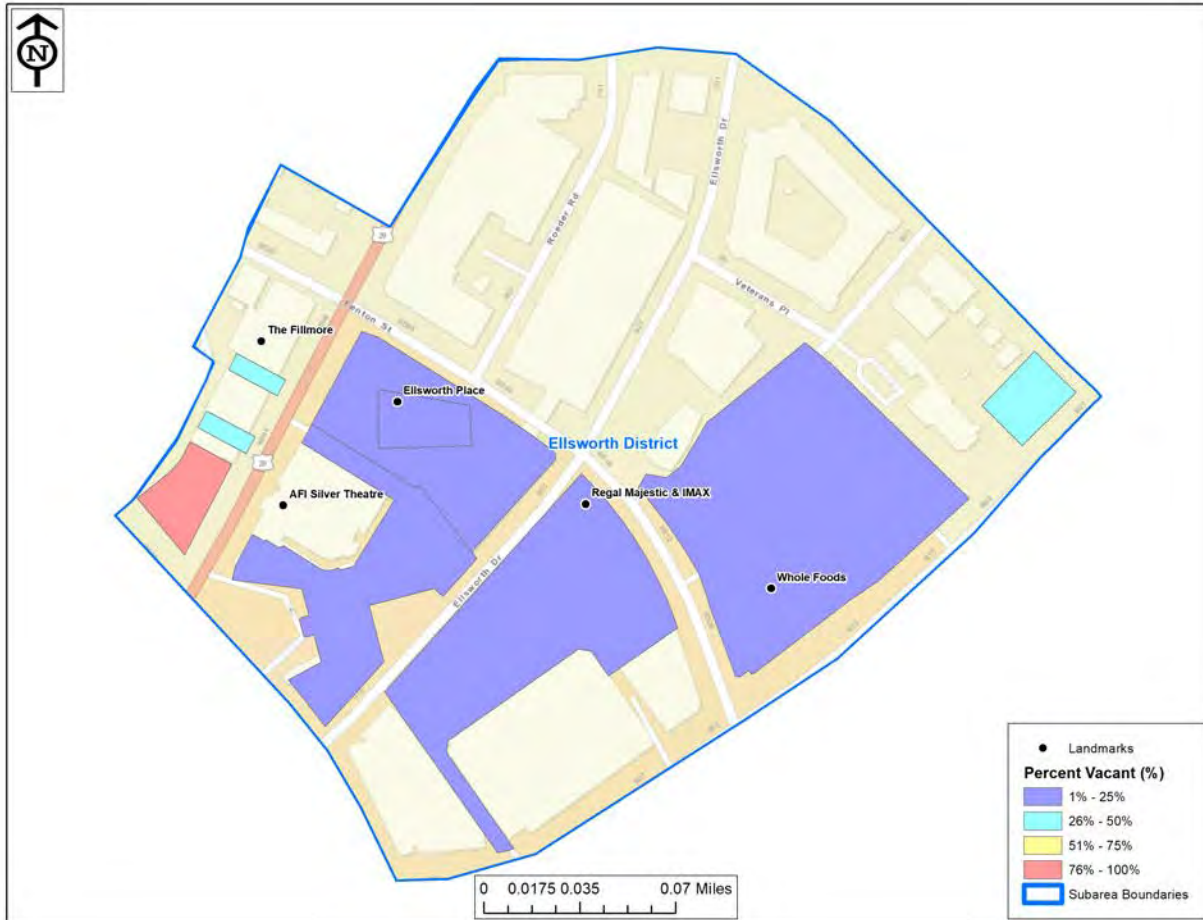 N
Ellsworth Dr
Roeder Rd
29
Veterans Pl
Fenton St
The Fillmore
Ellsworth Place
Ellsworth District
29
AFI Silver Theatre
Regal Majestic & IMAX
Ellsworth Dr
Whole Foods
Landmarks
Percent Vacant (%)
1% - 25%
26% - 50%
51% - 75%
76% - 100%
Subarea Boundaries
0 0.0175 0.035 0.07 Miles